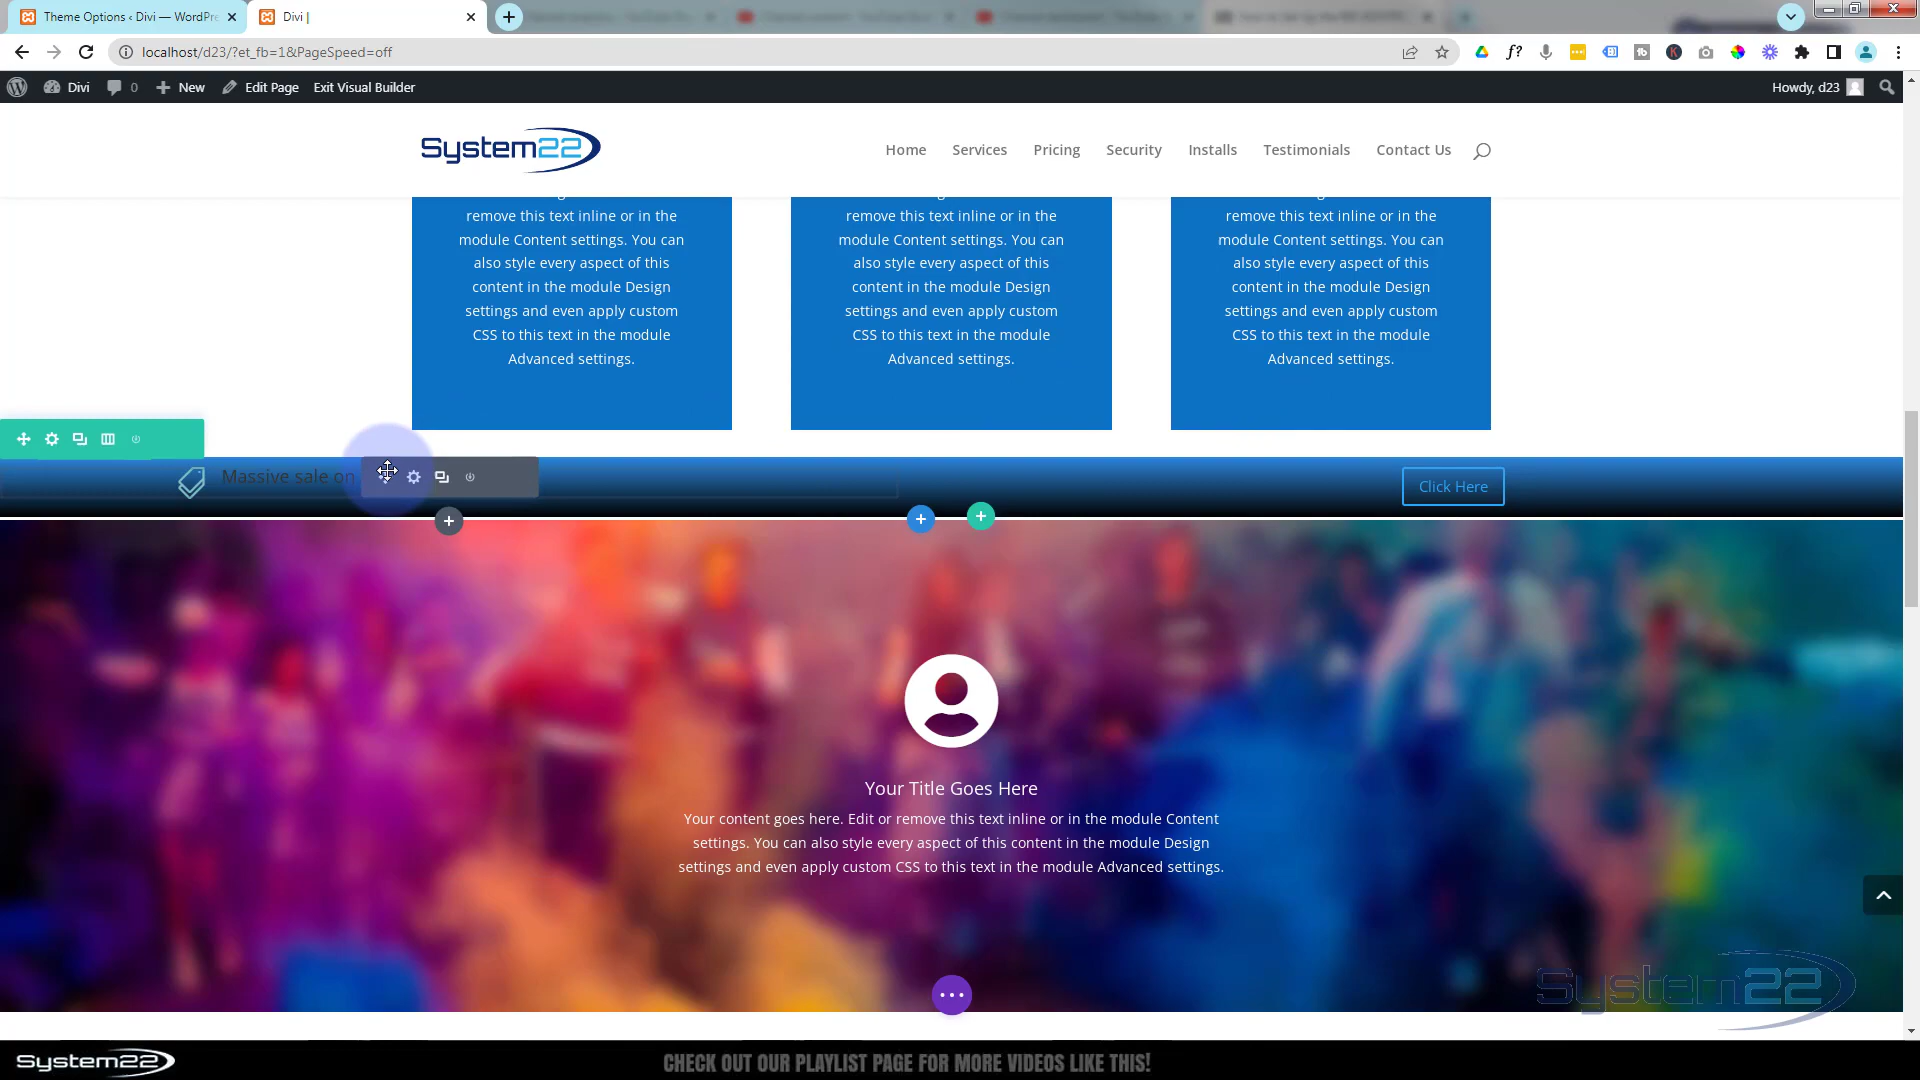 Theme Options ‹ Divi — WordPre
Divi |
localhost/d23/?et_fb=1&PageSpeed=off
Divi
0
New
Edit Page
Exit Visual Builder
Howdy, d23
System22
Home
Services
Pricing
Security
Installs
Testimonials
Contact Us
remove this text inline or in the
module Content settings. You can
also style every aspect of this
content in the module Design
settings and even apply custom
CSS to this text in the module
Advanced settings.
remove this text inline or in the
module Content settings. You can
also style every aspect of this
content in the module Design
settings and even apply custom
CSS to this text in the module
Advanced settings.
remove this text inline or in the
module Content settings. You can
also style every aspect of this
content in the module Design
settings and even apply custom
CSS to this text in the module
Advanced settings.
Massive sale on
Click Here
Your Title Goes Here
Your content goes here. Edit or remove this text inline or in the module Content
settings. You can also style every aspect of this content in the module Design
settings and even apply custom CSS to this text in the module Advanced settings.
System22
System22
CHECK OUT OUR PLAYLIST PAGE FOR MORE VIDEOS LIKE THIS!